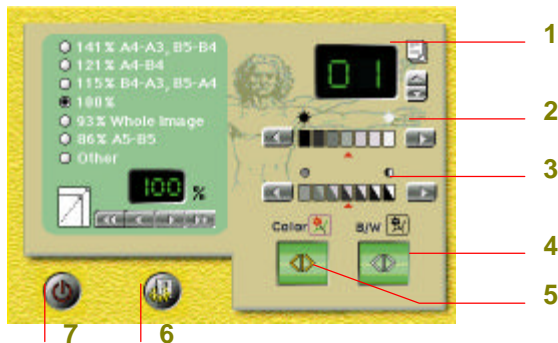 141% A4-A3, B5-B4
121% A4-B4
115% B4-A3, B5-A4
100%
93% Whole Image
86% A5-B5
Other
100 %
01
Color
B/W
1
2
3
4
5
6
7